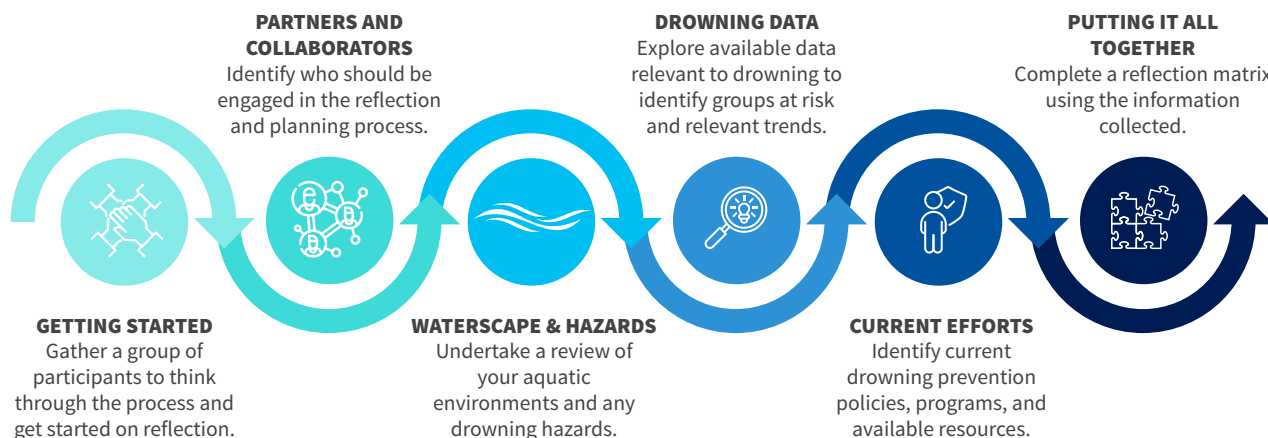 GETTING STARTED
Gather a group of
participants to think
through the process and
get started on reflection.
PARTNERS AND
COLLABORATORS
Identify who should be
engaged in the reflection
and planning process.
WATERSCAPE & HAZARDS
Undertake a review of
your aquatic
environments and any
drowning hazards.
DROWNING DATA
Explore available data
relevant to drowning to
identify groups at risk
and relevant trends.
CURRENT EFFORTS
Identify current
drowning prevention
policies, programs, and
available resources.
PUTTING IT ALL
TOGETHER
Complete a reflection matrix
using the information
collected.